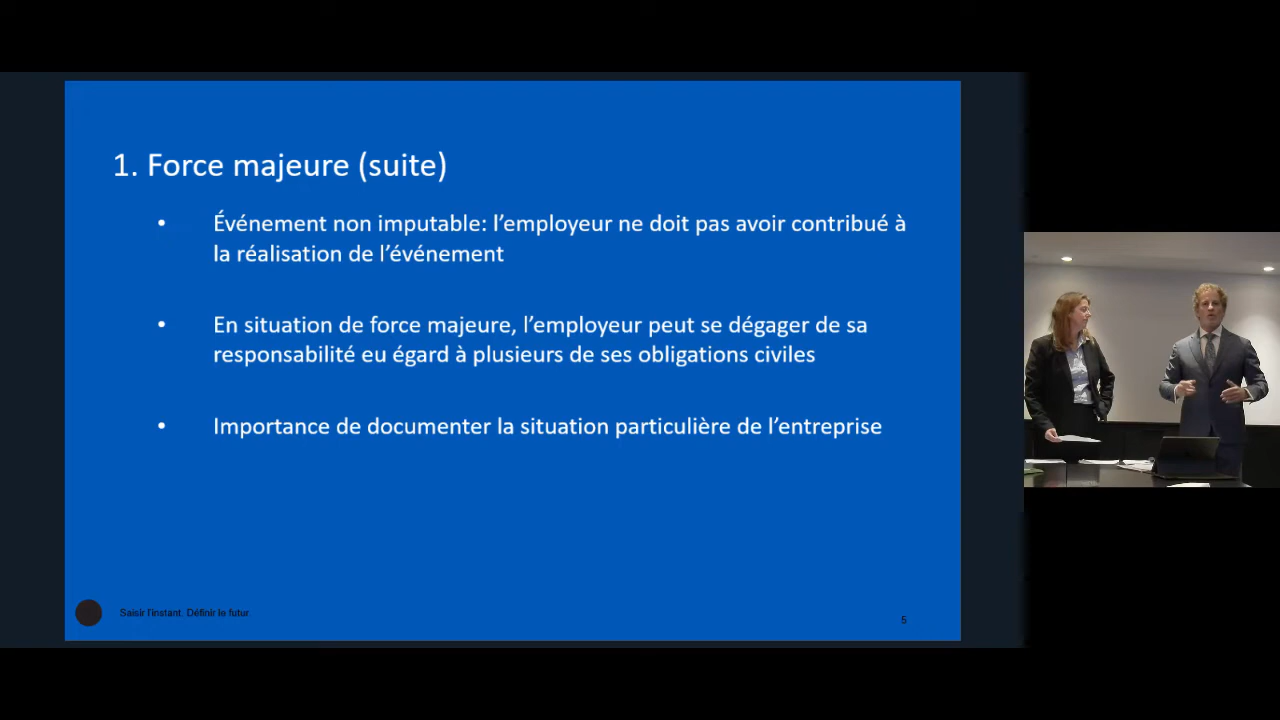 1. Force majeure (suite)
• Événement non imputable: l’employeur ne doit pas avoir contribué à
la réalisation de l’événement
• En situation de force majeure, l’employeur peut se dégager de sa
responsabilité eu égard à plusieurs de ses obligations civiles
• Importance de documenter la situation particulière de l’entreprise
Saisir l'instant. Définir le futur.
5